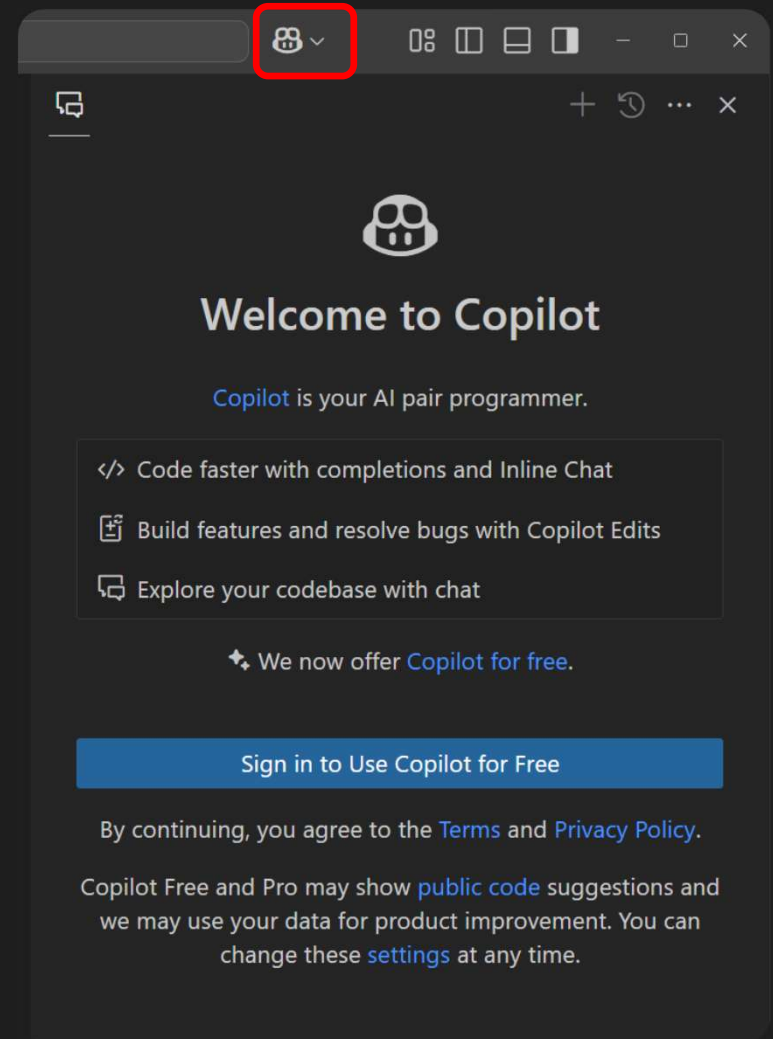 Welcome to Copilot
Copilot is your AI pair programmer.
Code faster with completions and Inline Chat
Build features and resolve bugs with Copilot Edits
Explore your codebase with chat
We now offer Copilot for free.
Sign in to Use Copilot for Free
By continuing, you agree to the Terms and Privacy Policy.
Copilot Free and Pro may show public code suggestions and
we may use your data for product improvement. You can
change these settings at any time.